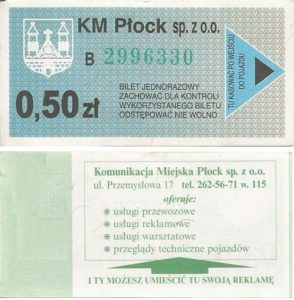 KM Płock sp. z o.o.
B 2996330
0,50 zł
BILET JEDNORAZOWY
ZACHOWAĆ DLA KONTROLI
WYKORZYSTANEGO BILETU
ODSTĘPOWAĆ NIE WOLNO
TU KASOWAĆ PO WEJŚCIU
DO POJAZDU
Komunikacja Miejska Płock sp. z o.o.
ul. Przemysłowa 17 tel. 262-56-71 w. 115
oferuje:
* usługi przewozowe
* usługi reklamowe
* usługi warsztatowe
* przeglądy techniczne pojazdów
I TY MOŻESZ UMIEŚCIĆ TU SWOJĄ REKLAMĘ